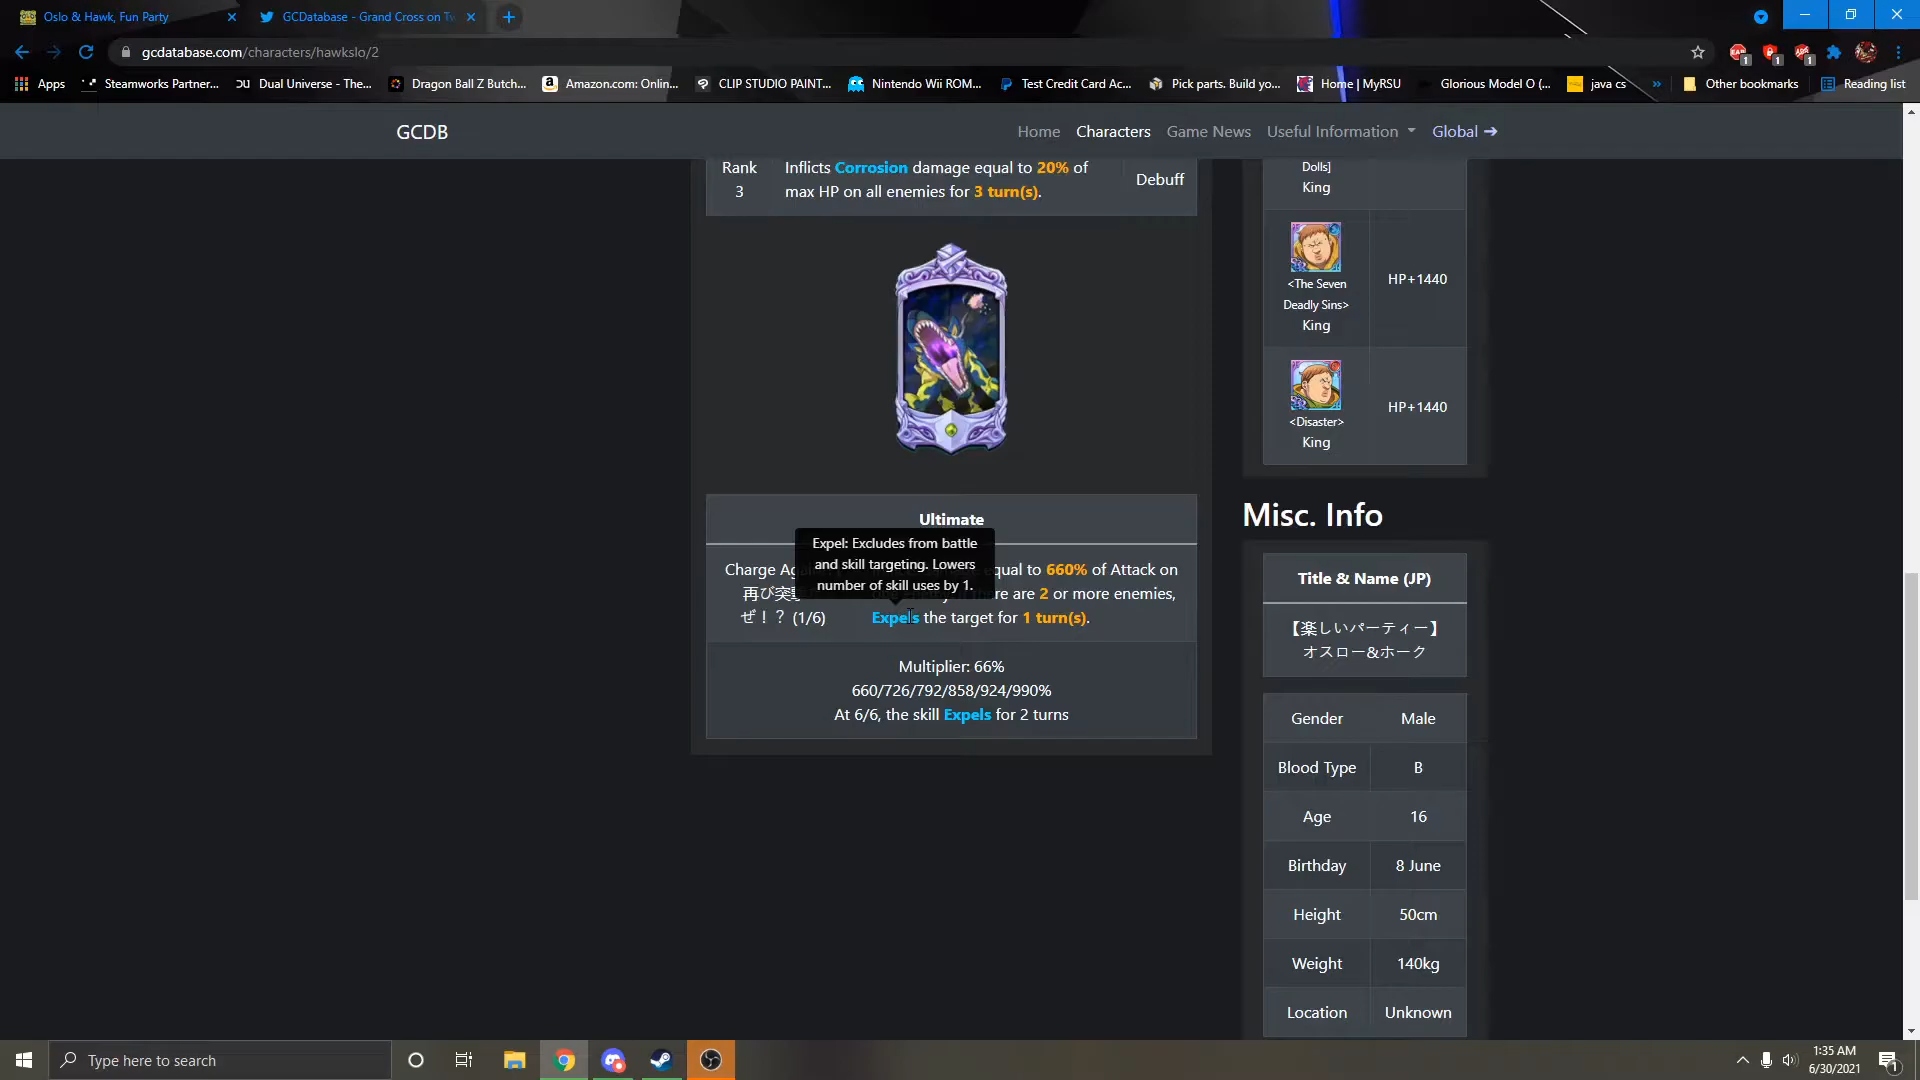 Oslo & Hawk, Fun Party
GCDatabase - Grand Cross on Tw
gcdatabase.com/characters/hawkslo/2
Apps
Steamworks Partner...
Dual Universe - The...
Dragon Ball Z Butch...
Amazon.com: Onlin...
CLIP STUDIO PAINT...
Nintendo Wii ROM...
Test Credit Card Ac...
Pick parts. Build yo...
Home | MyRSU
Glorious Model O (...
java cs
»
Other bookmarks
Reading list
GCDB
Home
Characters
Game News
Useful Information
Global ➔
Rank
3
Inflicts Corrosion damage equal to 20% of
max HP on all enemies for 3 turn(s).
Debuff
Ultimate
Expel: Excludes from battle
and skill targeting. Lowers
number of skill uses by 1.
Charge Aga
再び突
ぜ！？ (1/6)
equal to 660% of Attack on
re are 2 or more enemies,
Expels the target for 1 turn(s).
Multiplier: 66%
660/726/792/858/924/990%
At 6/6, the skill Expels for 2 turns
Dolls]
King
<The Seven
Deadly Sins>
King
HP+1440
<Disaster>
King
HP+1440
Misc. Info
Title & Name (JP)
【楽しいパーティー】
オスロー&ホーク
Gender Male
Blood Type B
Age 16
Birthday 8 June
Height 50cm
Weight 140kg
Location Unknown
Type here to search
1:35 AM
6/30/2021